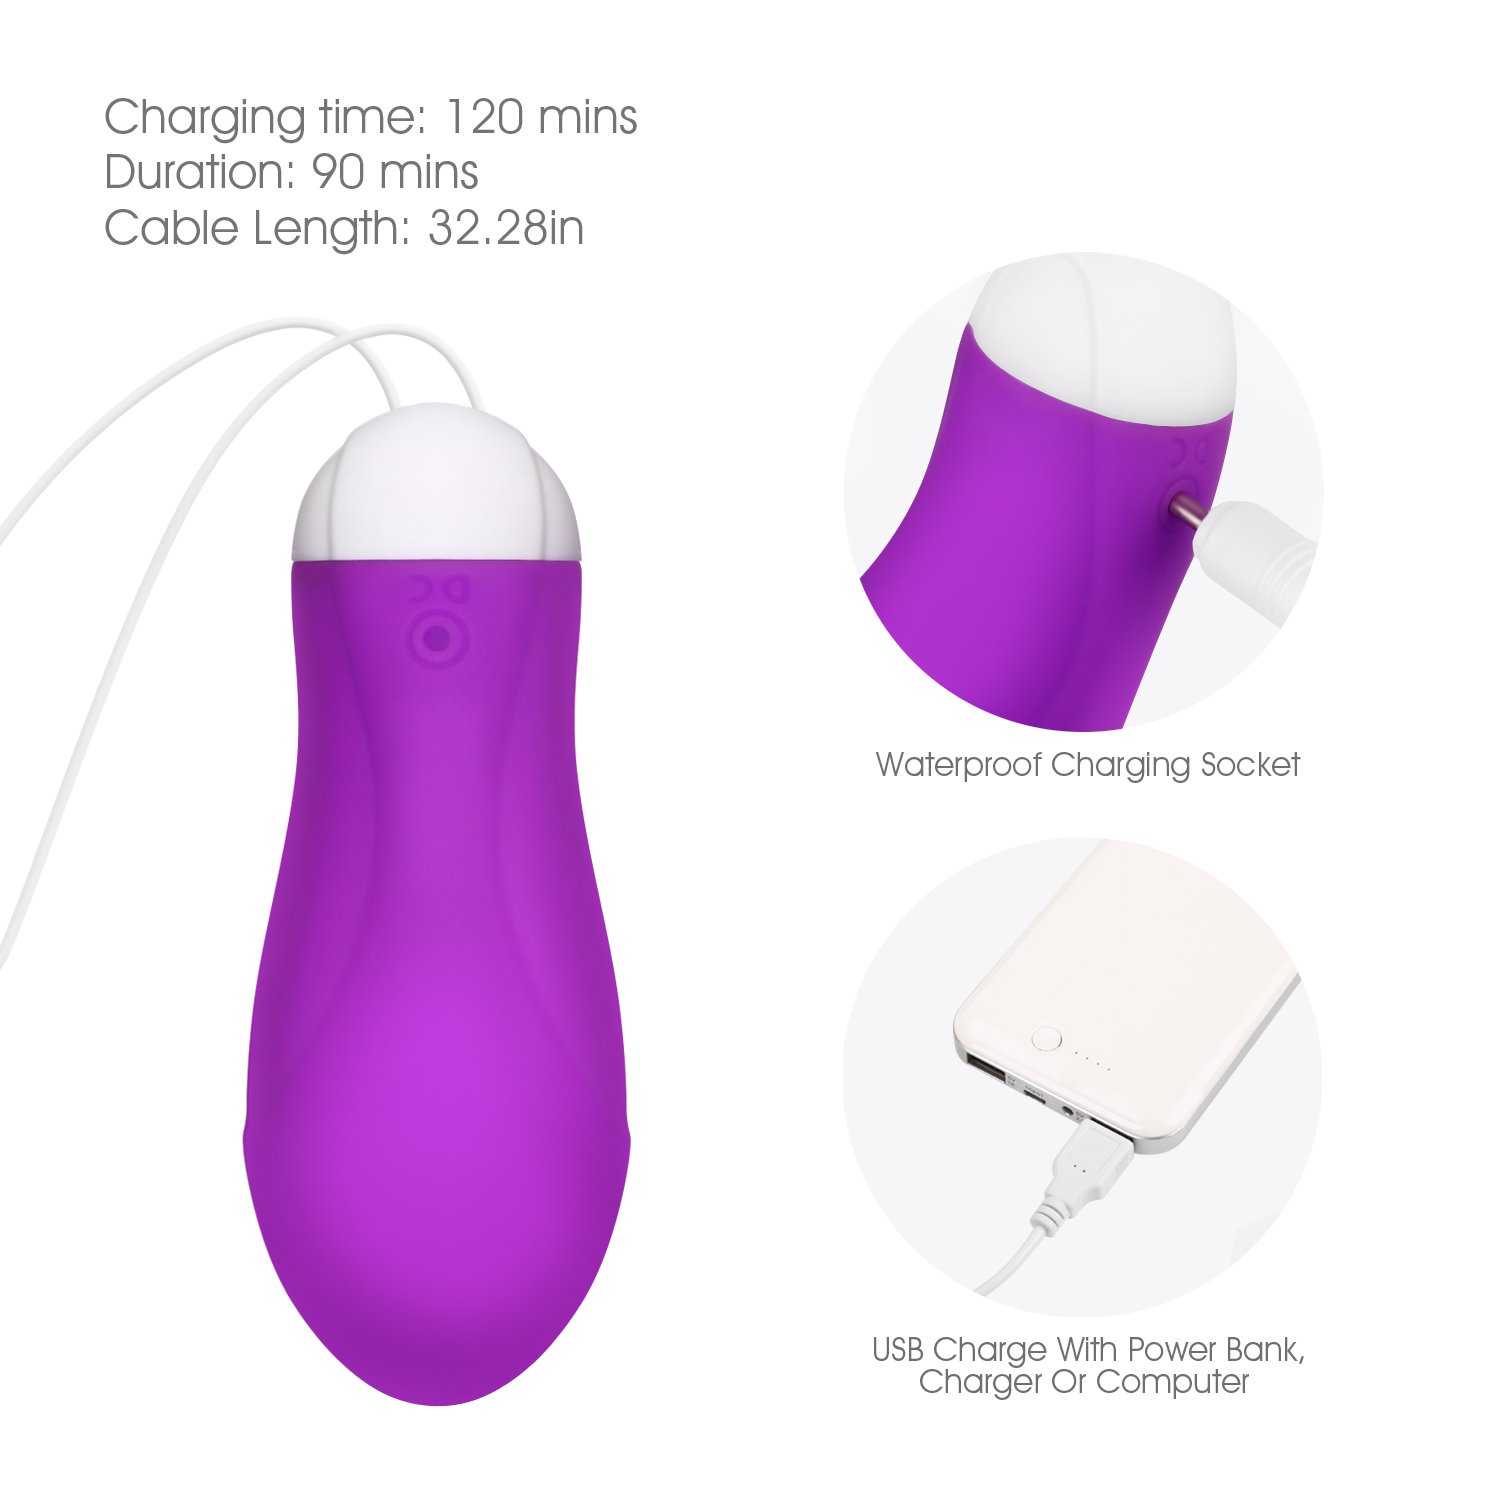 Charging time: 120 mins
Duration: 90 mins
Cable Length: 32.28in
DC
DC
Waterproof Charging Socket
USB Charge With Power Bank,
Charger Or Computer